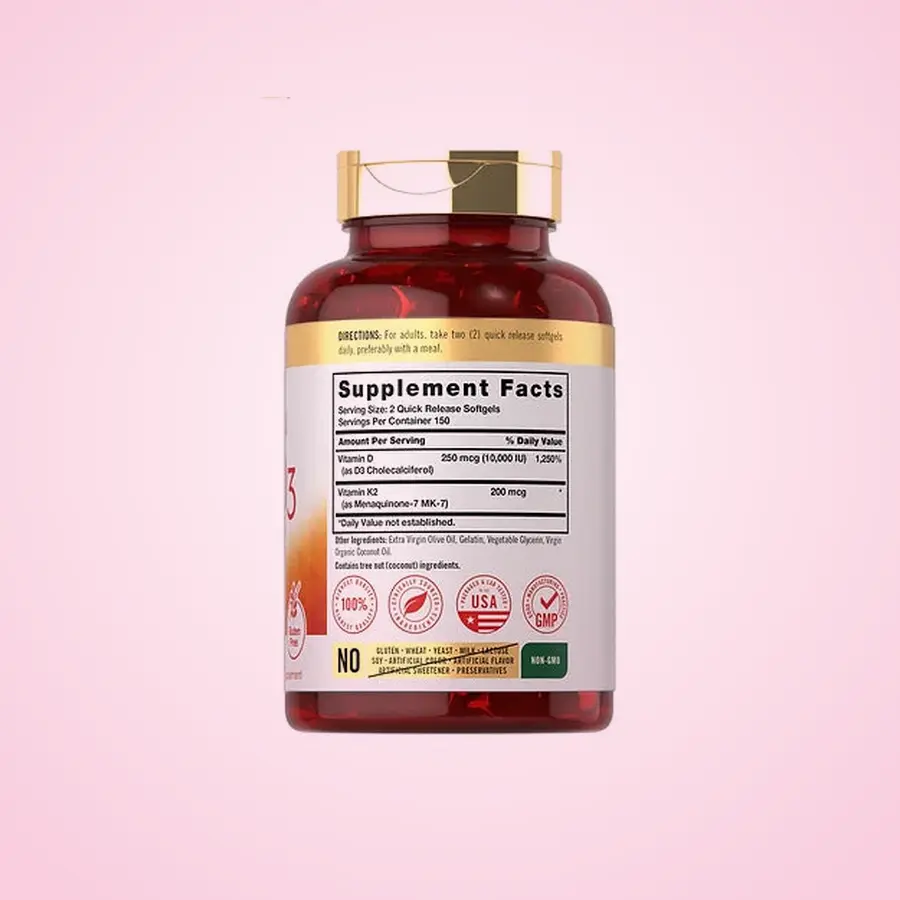 DIRECTIONS: For adults, take two (2) quick release softgels
daily, preferably with a meal.
Supplement Facts
Serving Size: 2 Quick Release Softgels
Servings Per Container 150
Amount Per Serving % Daily Value
Vitamin D 250 mcg (10,000 IU) 1,250%
(as D3 Cholecalciferol)
Vitamin K2 200 mcg *
(as Menaquinone-7 MK-7)
*Daily Value not established.
Other Ingredients: Extra Virgin Olive Oil, Gelatin, Vegetable Glycerin, Virgin
Organic Coconut Oil.
Contains tree nut (coconut) ingredients.
3
100%
USA
GMP
NO
GLUTEN • WHEAT • YEAST • MILK • LACTOSE
SOY • ARTIFICIAL COLOR • ARTIFICIAL FLAVOR
ARTIFICIAL SWEETENER • PRESERVATIVES
NON-GMO